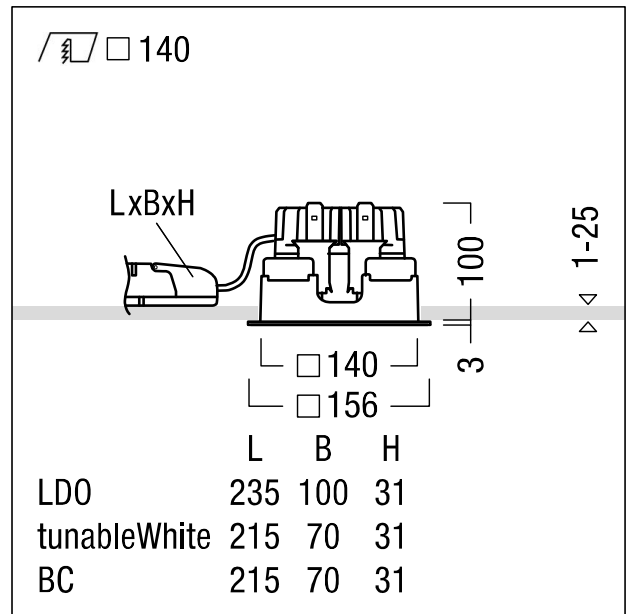 □ 140
LxBxH
100
1-25
□ 140
3
□ 156
L B H
LDO 235 100 31
tunableWhite 215 70 31
BC 215 70 31